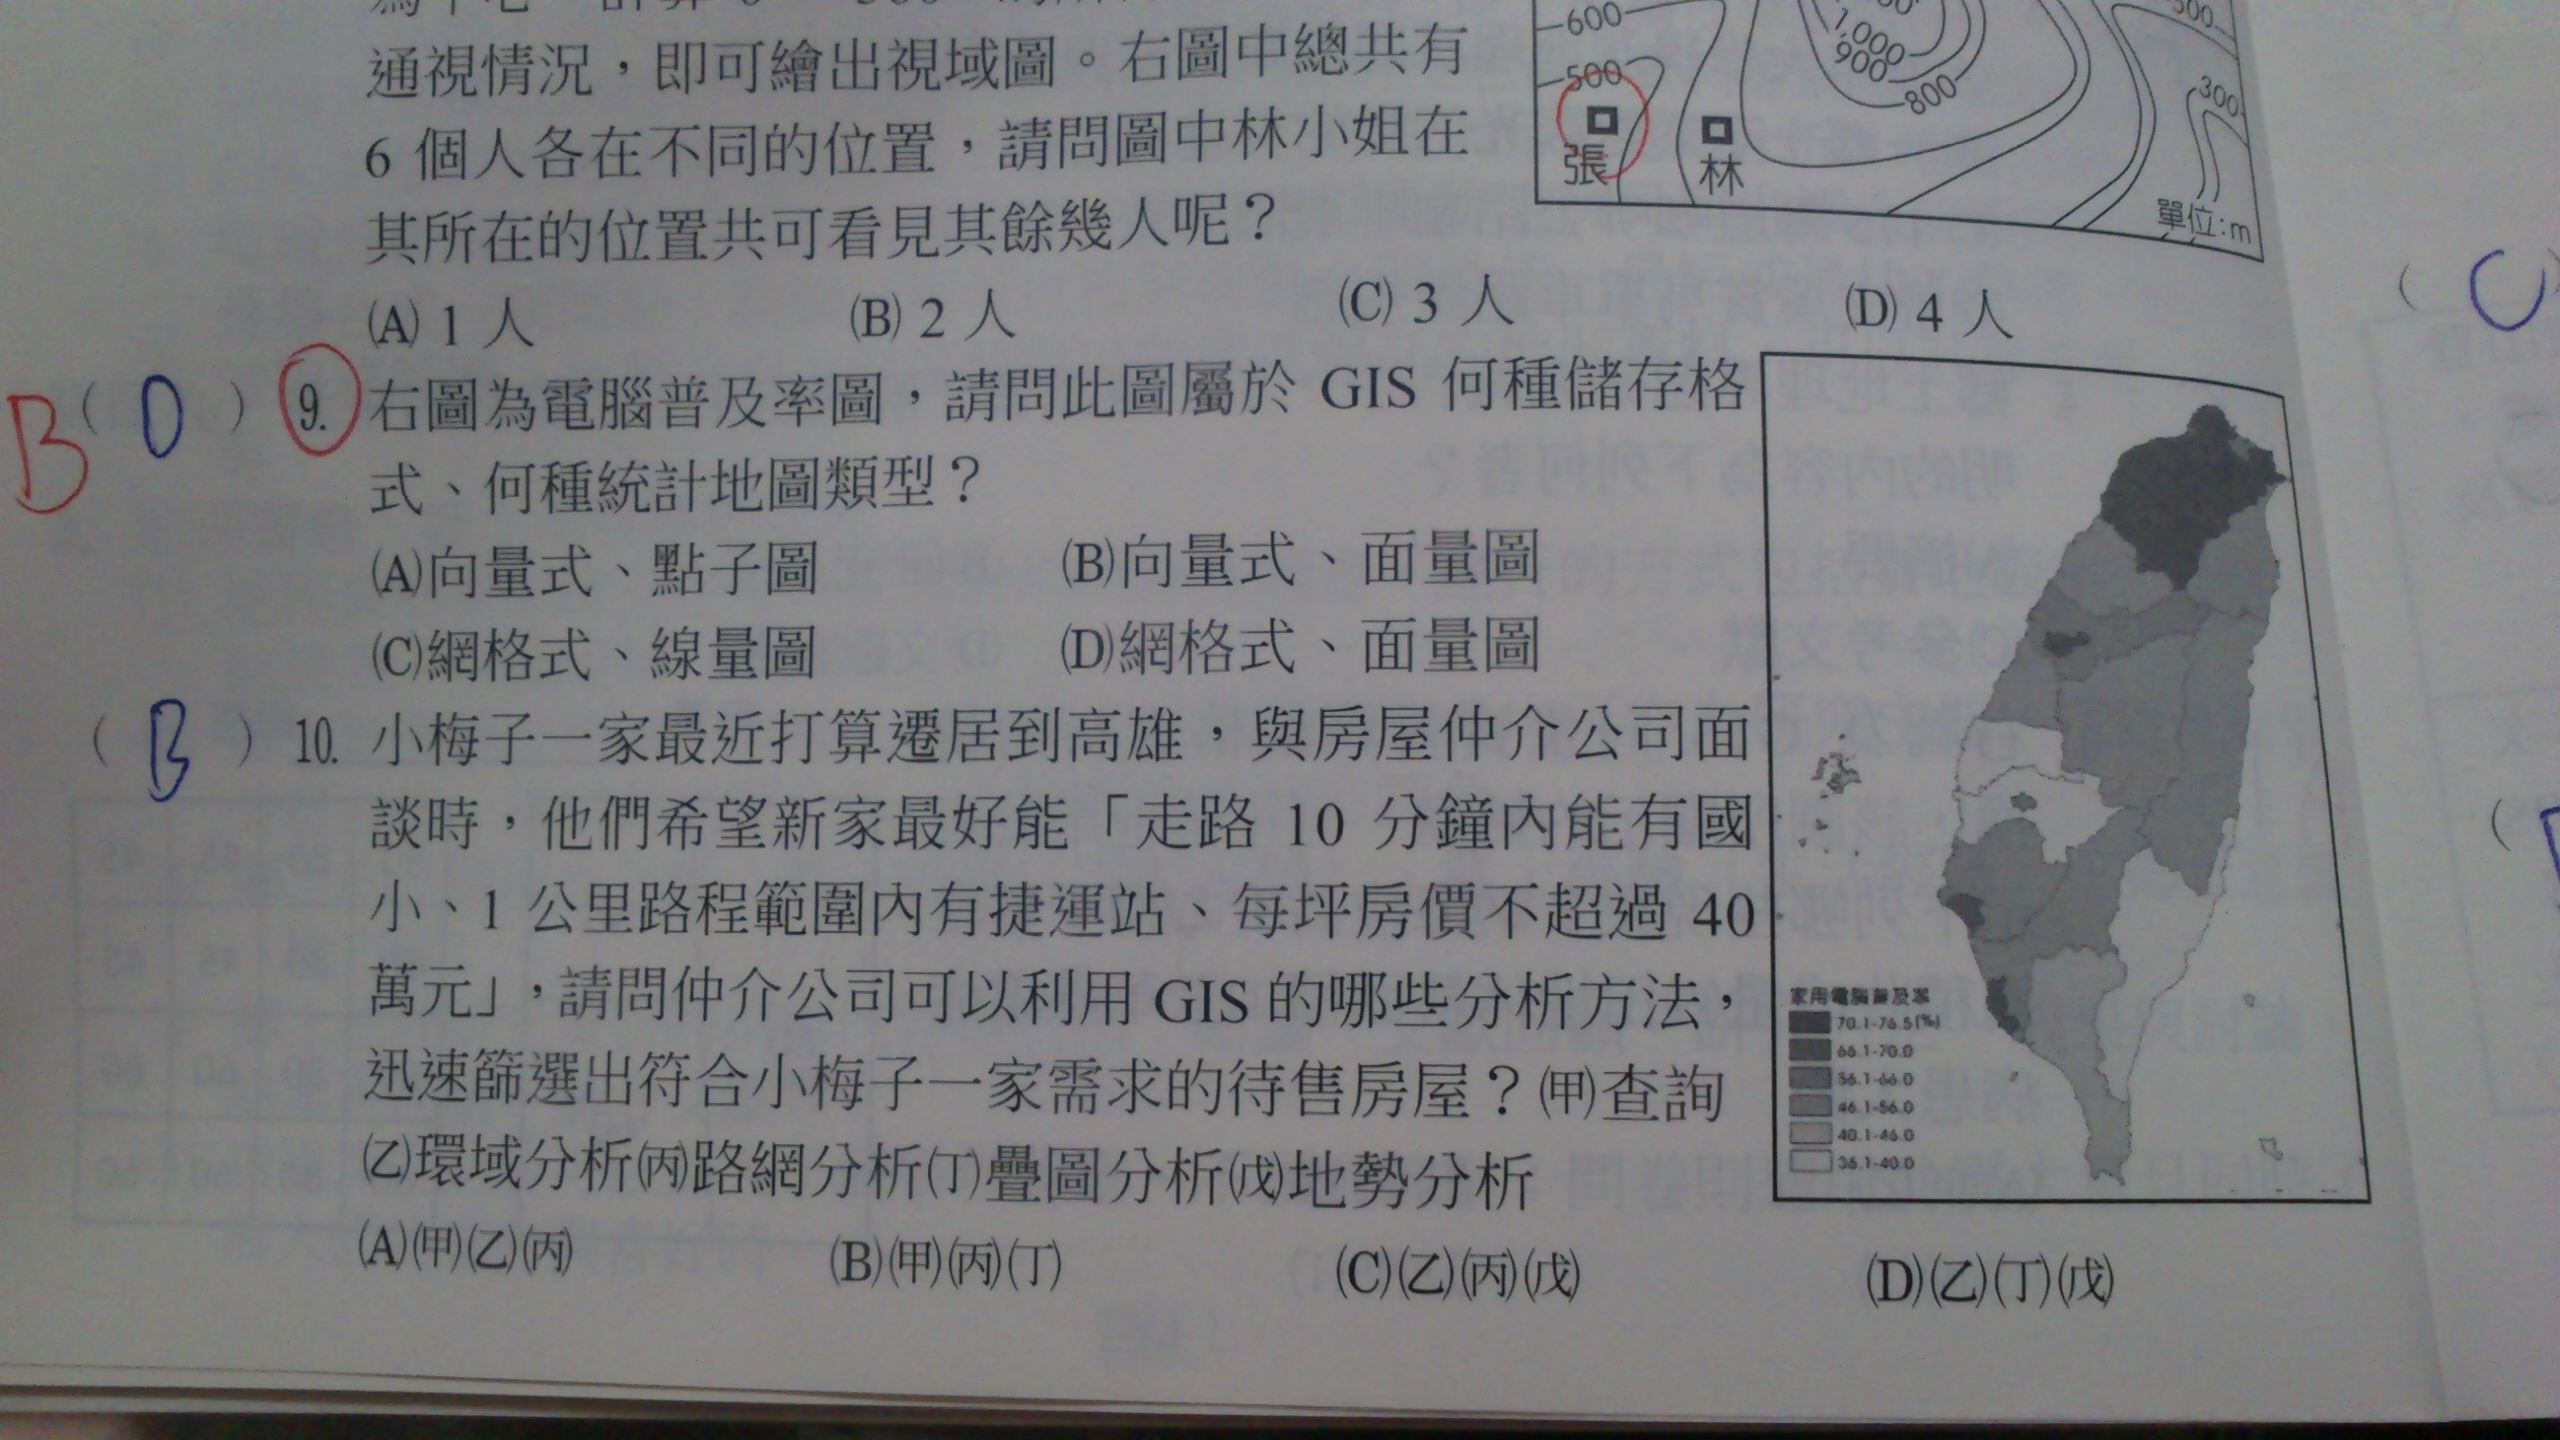 通視情況，即可繪出視域圖。右圖中總共有
6 個人各在不同的位置，請問圖中林小姐在
其所在的位置共可看見其餘幾人呢？
(A) 1 人 (B) 2 人 (C) 3 人 (D) 4 人
600
500
1,000
900
800
500
300
張
林
單位:m
( C
B ( D ) 9. 右圖為電腦普及率圖，請問此圖屬於 GIS 何種儲存格
式、何種統計地圖類型？
(A)向量式、點子圖 (B)向量式、面量圖
(C)網格式、線量圖 (D)網格式、面量圖
( B ) 10. 小梅子一家最近打算遷居到高雄，與房屋仲介公司面
談時，他們希望新家最好能「走路 10 分鐘內能有國
小、1 公里路程範圍內有捷運站、每坪房價不超過 40
萬元」，請問仲介公司可以利用 GIS 的哪些分析方法，
迅速篩選出符合小梅子一家需求的待售房屋？(甲)查詢
(乙)環域分析(丙)路網分析(丁)疊圖分析(戊)地勢分析
(A)(甲)(乙)(丙) (B)(甲)(丙)(丁) (C)(乙)(丙)(戊) (D)(乙)(丁)(戊)
家用電腦普及率
70.1-76.5(%)
66.1-70.0
56.1-66.0
46.1-56.0
40.1-46.0
36.1-40.0